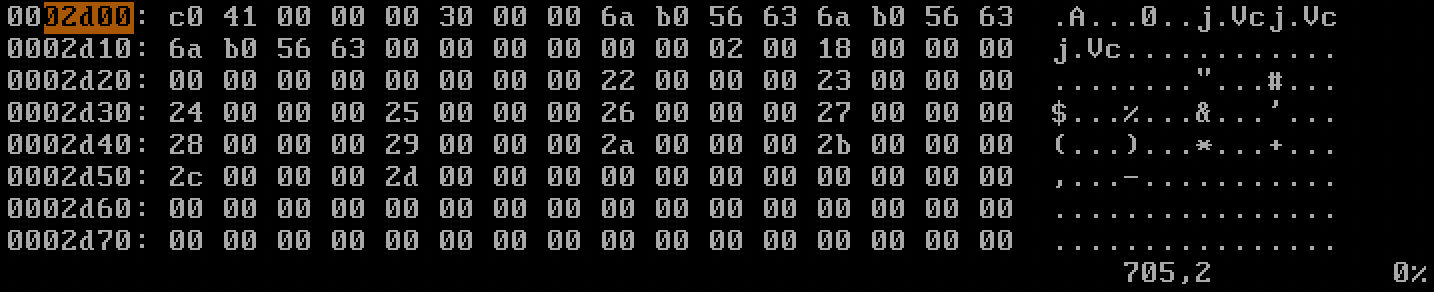 0002d00: c0 41 00 00 00 30 00 00 6a b0 56 63 6a b0 56 63 .A...0..j.Vcj.Vc
0002d10: 6a b0 56 63 00 00 00 00 00 00 02 00 18 00 00 00 j.Vc............
0002d20: 00 00 00 00 00 00 00 00 22 00 00 00 23 00 00 00 ........"...#...
0002d30: 24 00 00 00 25 00 00 00 26 00 00 00 27 00 00 00 $...%...&...'...
0002d40: 28 00 00 00 29 00 00 00 2a 00 00 00 2b 00 00 00 (...)...*...+...
0002d50: 2c 00 00 00 2d 00 00 00 00 00 00 00 00 00 00 00 ,...-...........
0002d60: 00 00 00 00 00 00 00 00 00 00 00 00 00 00 00 00 ................
0002d70: 00 00 00 00 00 00 00 00 00 00 00 00 00 00 00 00 ................
705,2 0%